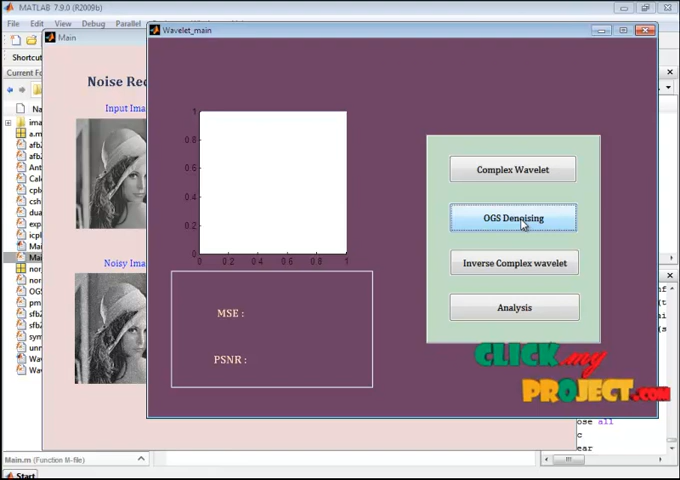 MATLAB 7.9.0 (R2009b)
File Edit View Debug Parallel
Shortcu
Current Fo
Main
Noise Rec
Input Ima
Noisy Ima
Wavelet_main
1
0.8
0.6
0.4
0.2
0
0 0.2 0.4 0.6 0.8 1
MSE :
PSNR :
Complex Wavelet
OGS Denoising
Inverse Complex wavelet
Analysis
CLICK my
PROJECT.com
ose all
c
ear
Main.m (Function M-file)
Start